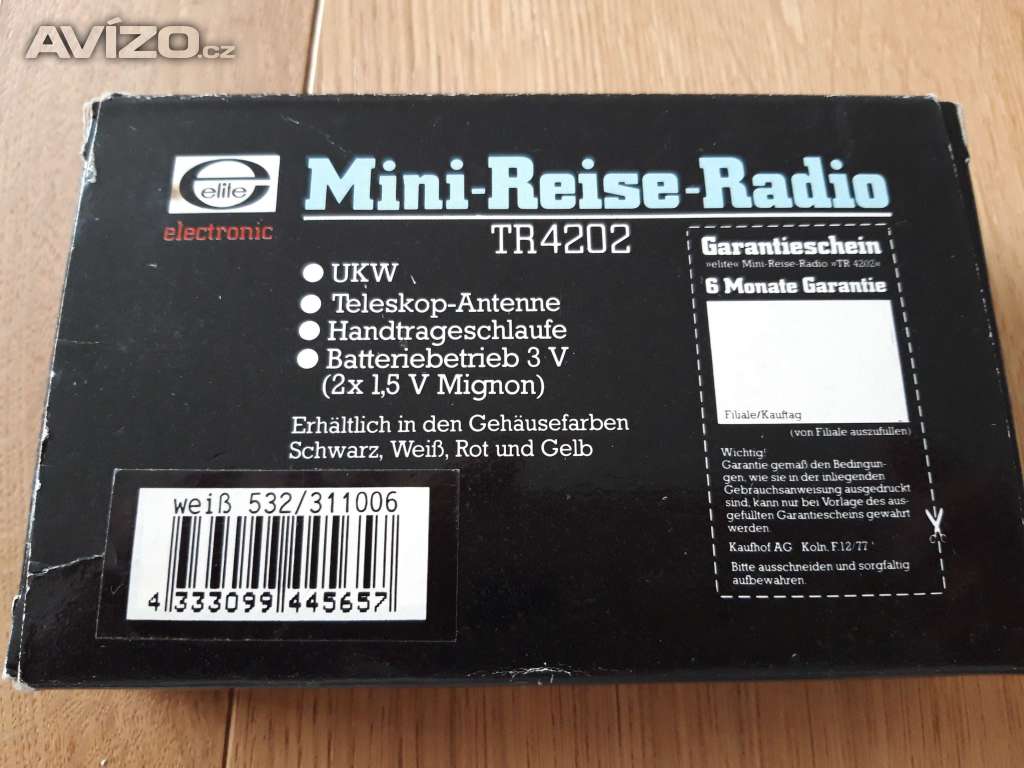 AVÍZO.cz
elite
electronic
Mini-Reise-Radio
TR4202
● UKW
● Teleskop-Antenne
● Handtrageschlaufe
● Batteriebetrieb 3 V
(2x 1,5 V Mignon)
Erhältlich in den Gehäusefarben
Schwarz, Weiß, Rot und Gelb
weiß 532/311006
4 333099 445657
Garantieschein
»elite« Mini-Reise-Radio »TR 4202«
6 Monate Garantie
Filiale/Kauftag
(von Filiale auszufüllen)
Wichtig!
Garantie gemäß den Bedingun-
gen, wie sie in der inliegenden
Gebrauchsanweisung ausgedruckt
sind, kann nur bei Vorlage des aus-
gefüllten Garantiescheins gewährt
werden.
Kaufhof AG Köln. F.12/77
Bitte ausschneiden und sorgfältig
aufbewahren.